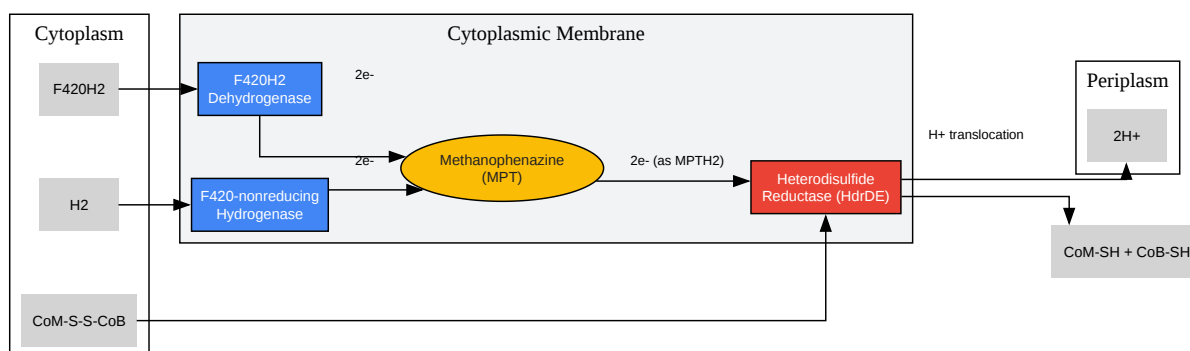 Cytoplasm
Cytoplasmic Membrane
F420H2
F420H2
Dehydrogenase
2e-
Periplasm
2H+
H+ translocation
2e-
Methanophenazine
(MPT)
2e- (as MPTH2)
H2
F420-nonreducing
Hydrogenase
Heterodisulfide
Reductase (HdrDE)
CoM-SH + CoB-SH
CoM-S-S-CoB